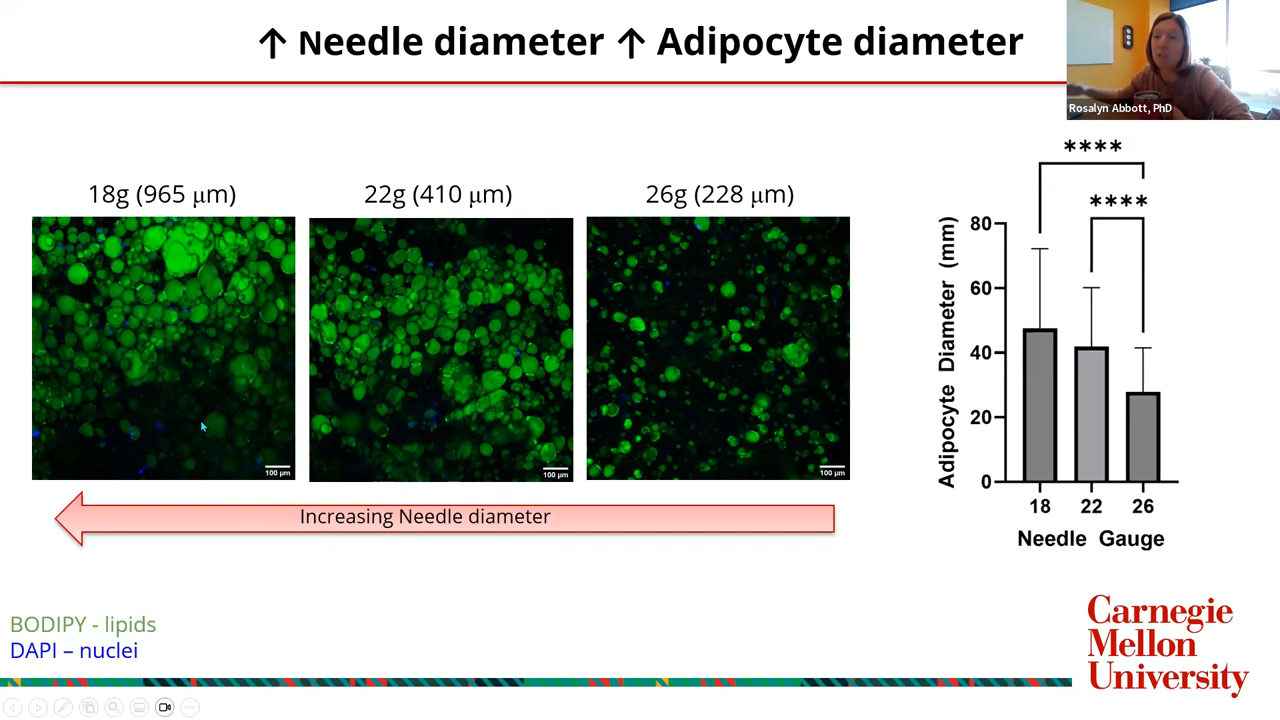 ↑ Needle diameter ↑ Adipocyte diameter
Rosalyn Abbott, PhD
18g (965 μm)
22g (410 μm)
26g (228 μm)
100 μm
100 μm
100 μm
Increasing Needle diameter
BODIPY - lipids
DAPI – nuclei
****
****
Adipocyte Diameter (mm)
80
60
40
20
0
18 22 26
Needle Gauge
Carnegie
Mellon
University